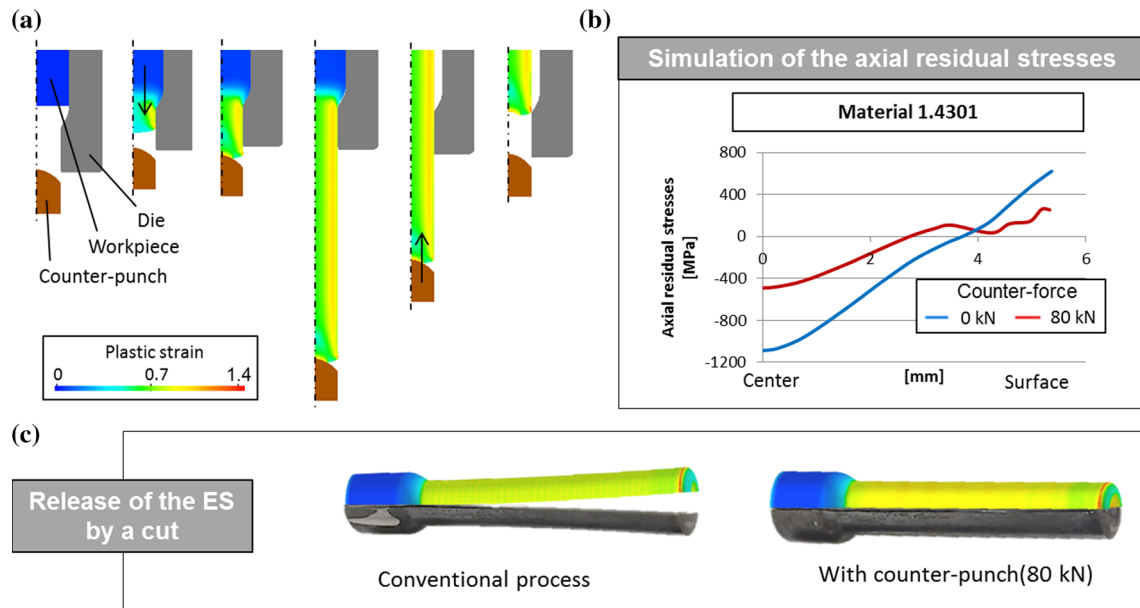 (a)
Die
Workpiece
Counter-punch
Plastic strain
0 0.7 1.4
(b)
Simulation of the axial residual stresses
Material 1.4301
Axial residual stresses
[MPa]
800
400
0
-400
-800
-1200
0 2 4 6
Counter-force
0 kN 80 kN
Center [mm] Surface
(c)
Release of the ES
by a cut
Conventional process
With counter-punch(80 kN)